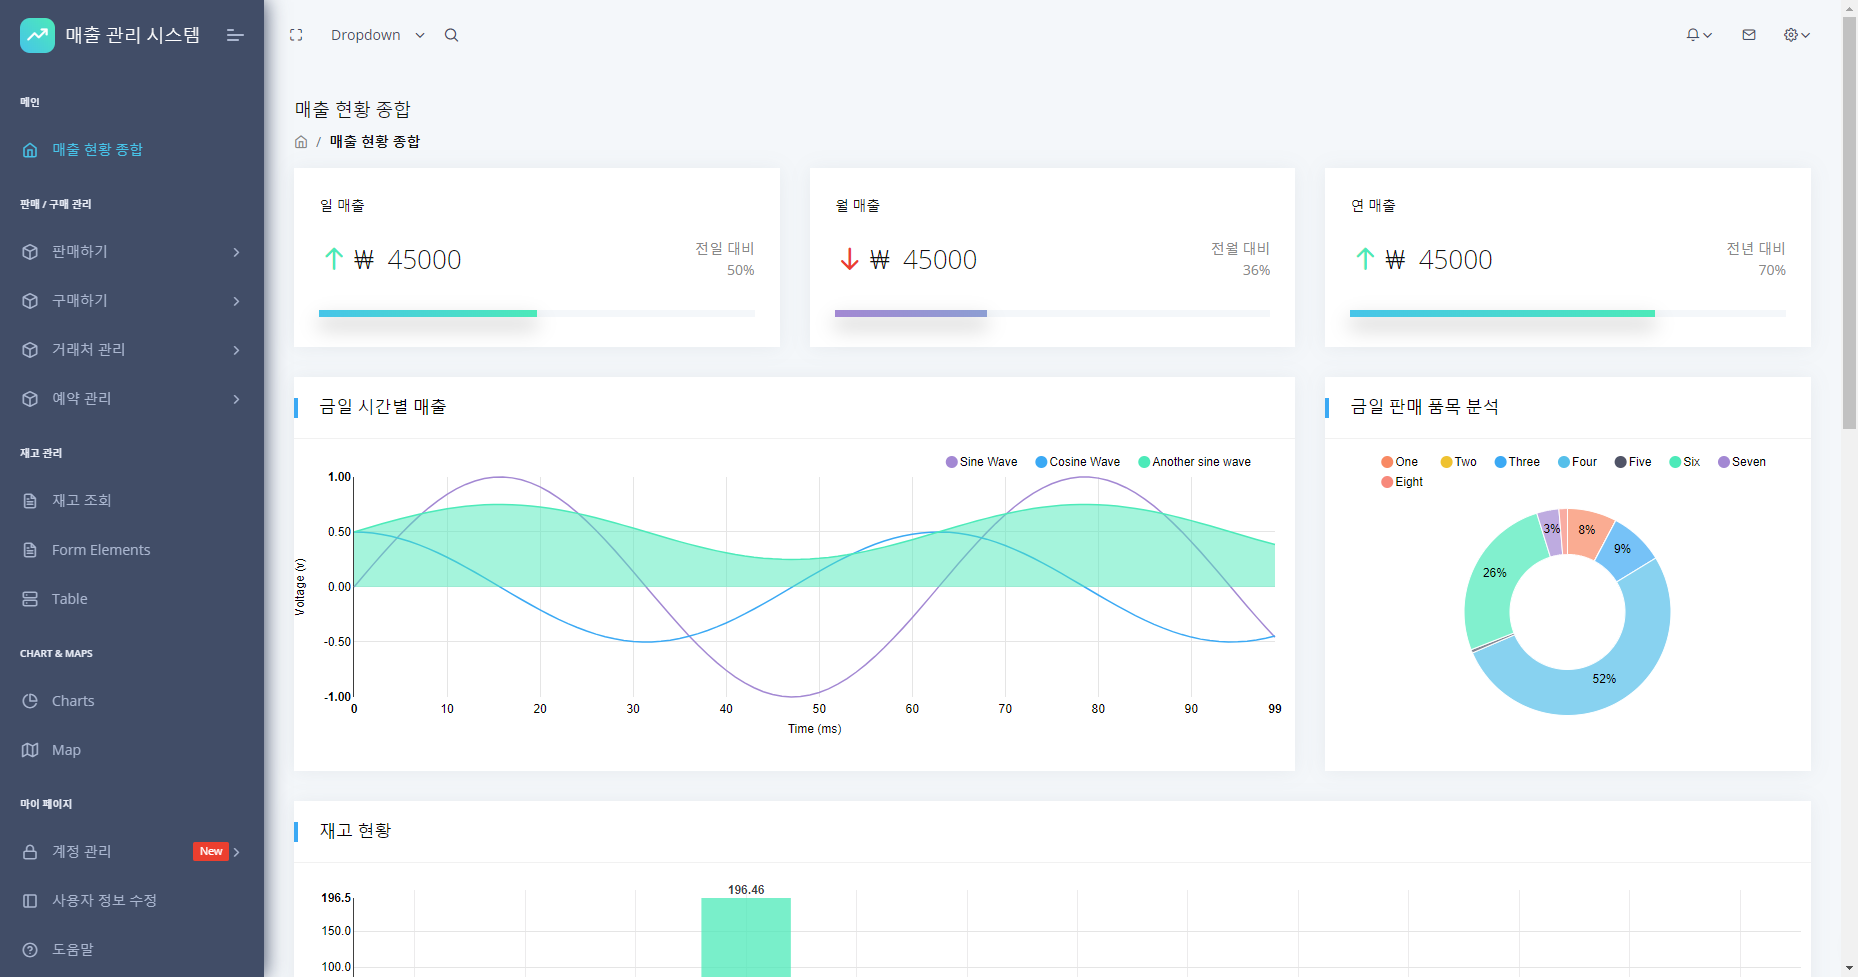 매출 관리 시스템
메인
매출 현황 종합
판매 / 구매 관리
판매하기
구매하기
거래처 관리
예약 관리
재고 관리
재고 조회
Form Elements
Table
CHART & MAPS
Charts
Map
마이 페이지
계정 관리 New
사용자 정보 수정
도움말
Dropdown
매출 현황 종합
/ 매출 현황 종합
일 매출
₩ 45000
전일 대비
50%
월 매출
₩ 45000
전월 대비
36%
연 매출
₩ 45000
전년 대비
70%
금일 시간별 매출
Sine Wave Cosine Wave Another sine wave
1.00
0.50
0.00
-0.50
-1.00
Voltage (v)
0 10 20 30 40 50 60 70 80 90 99
Time (ms)
금일 판매 품목 분석
One Two Three Four Five Six Seven
Eight
3% 8%
9%
26%
52%
재고 현황
196.46
196.5
150.0
100.0